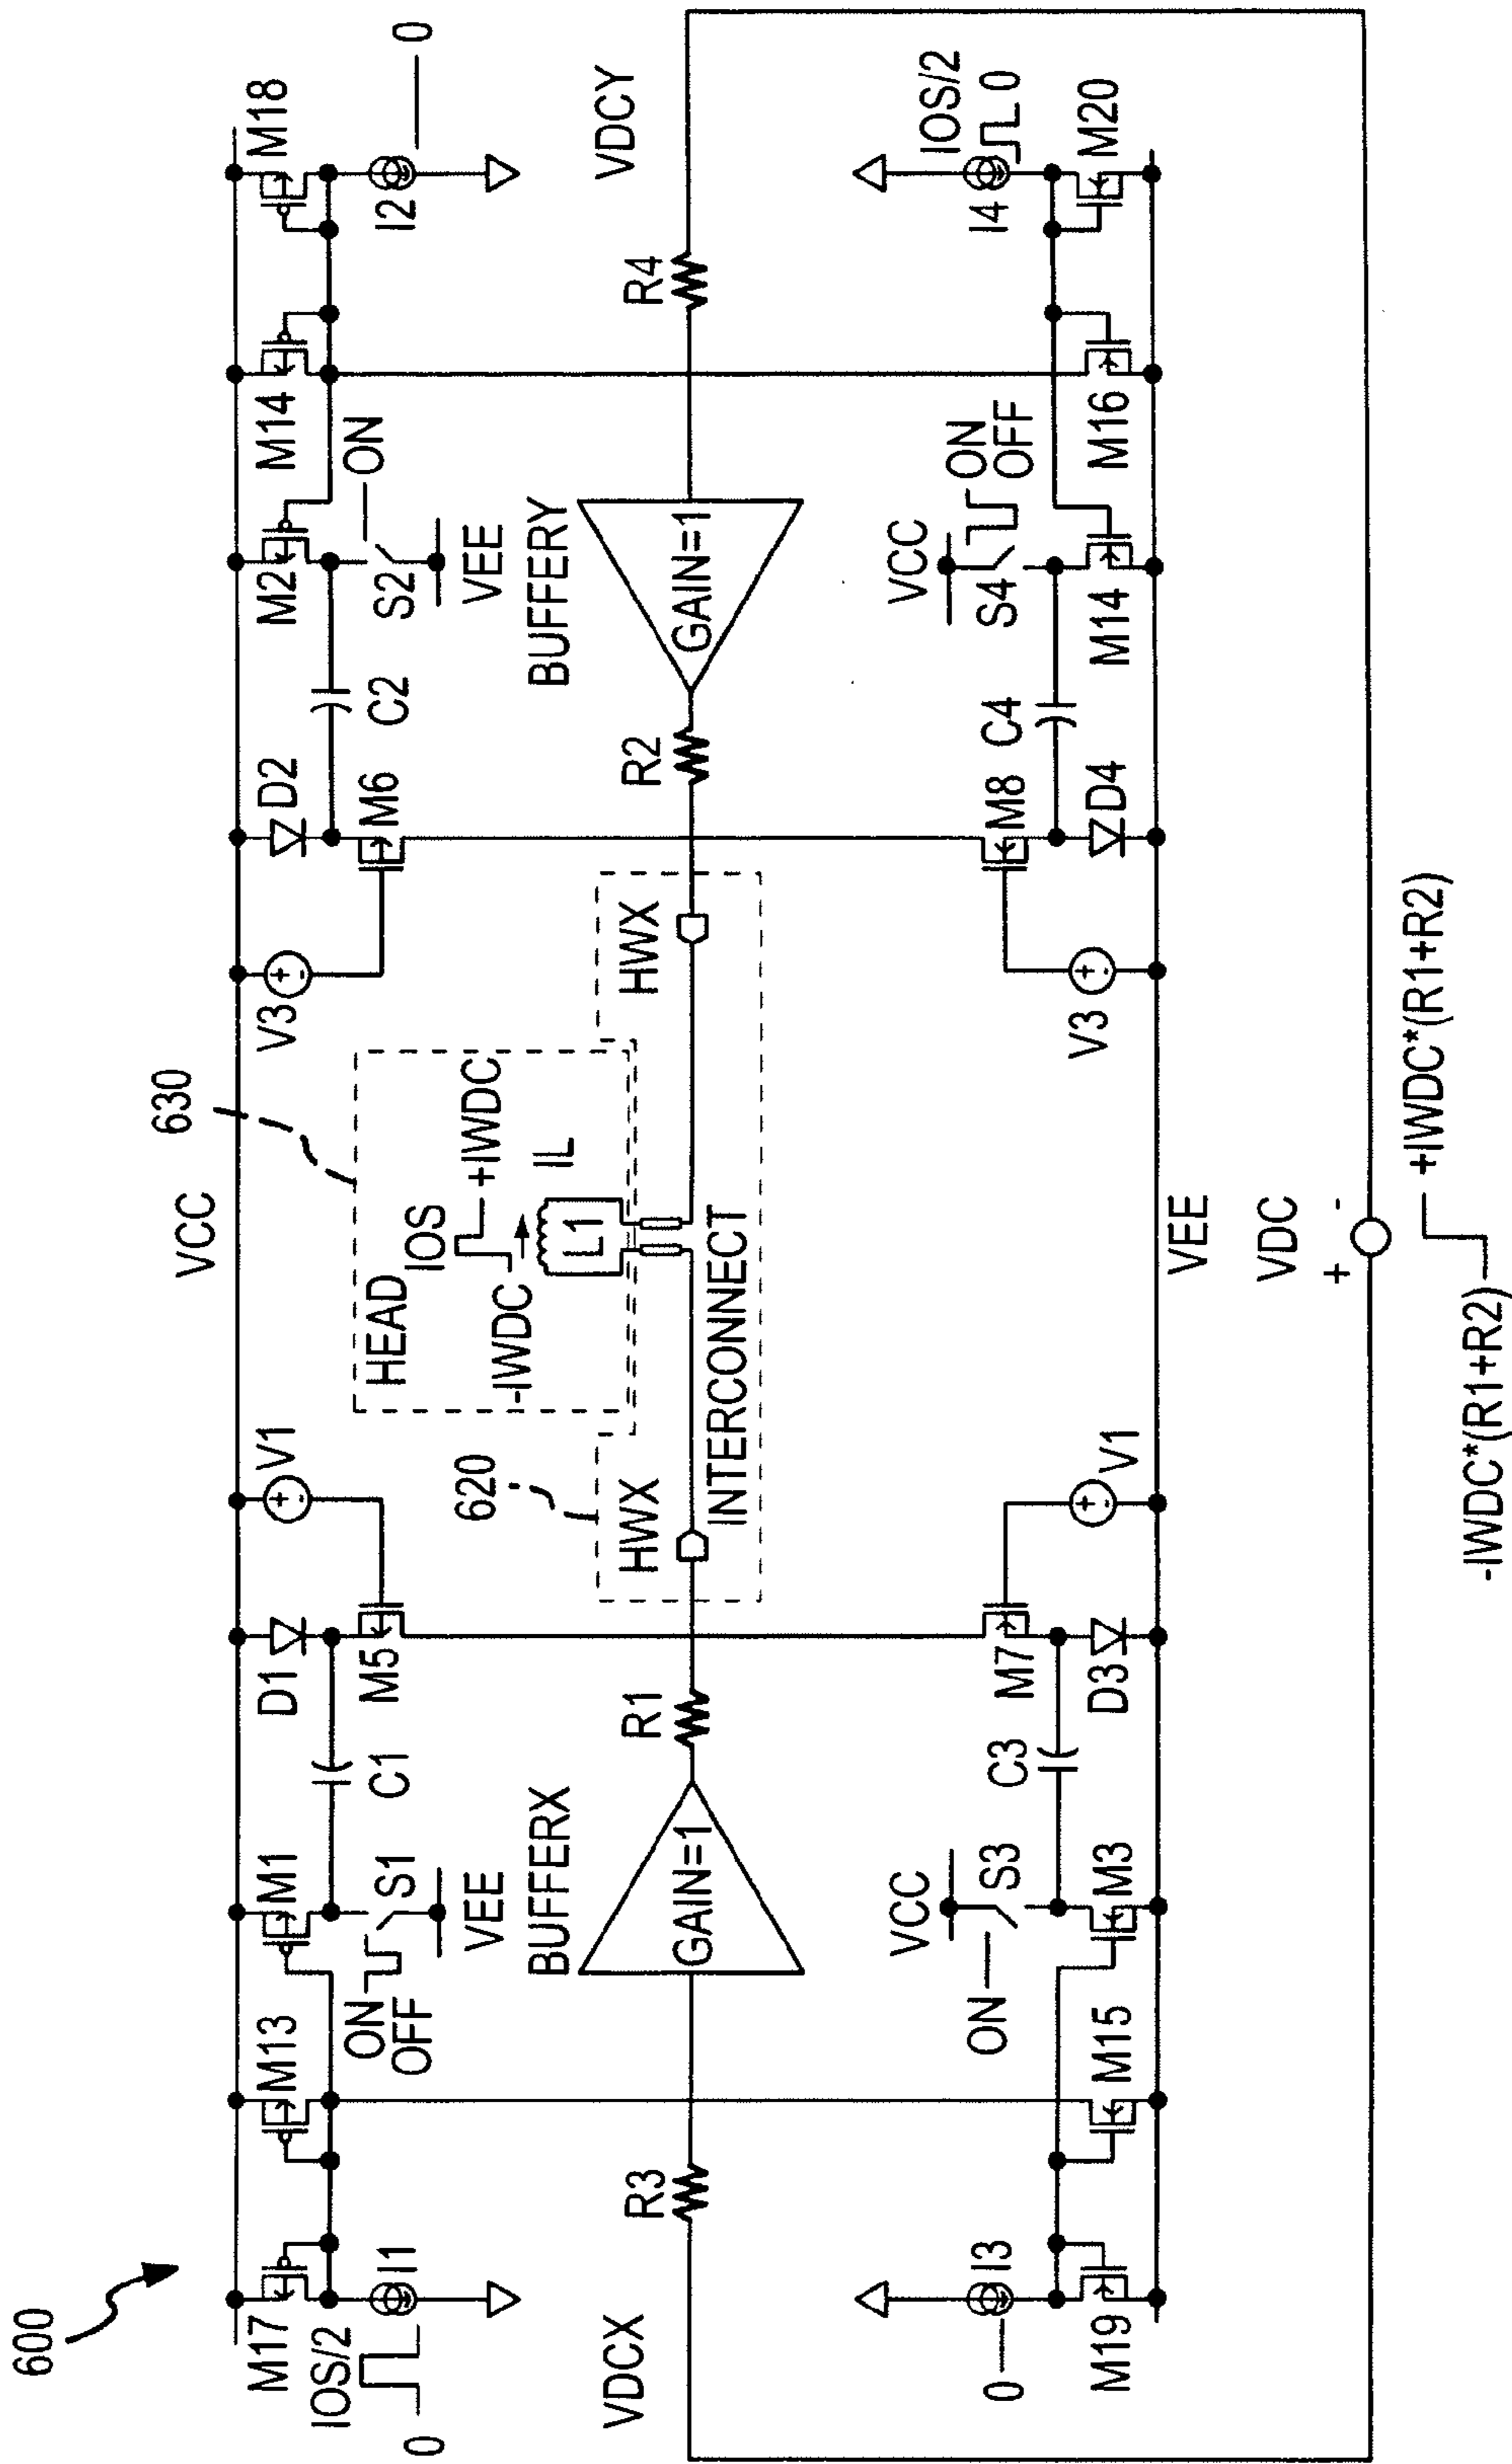 600
630
VCC
M17
M13
M1
D1
V1
V3
D2
M2
M14
M18
IOS/2
0
I1
ON
OFF
S1
VEE
C1
M5
HEAD
IOS
-IWDC
+IWDC
IL
L1
M6
C2
ON
S2
VEE
I2
0
620
VDCX
R3
BUFFERX
GAIN=1
R1
HWX
INTERCONNECT
HWX
R2
BUFFERY
GAIN=1
R4
VDCY
0
I3
M19
M15
ON
VCC
S3
M3
C3
M7
D3
V1
VEE
V3
M8
D4
C4
VCC
S4
ON
OFF
M14
M16
I4
IOS/2
0
M20
VDC
+
-
-IWDC*(R1+R2)
+IWDC*(R1+R2)